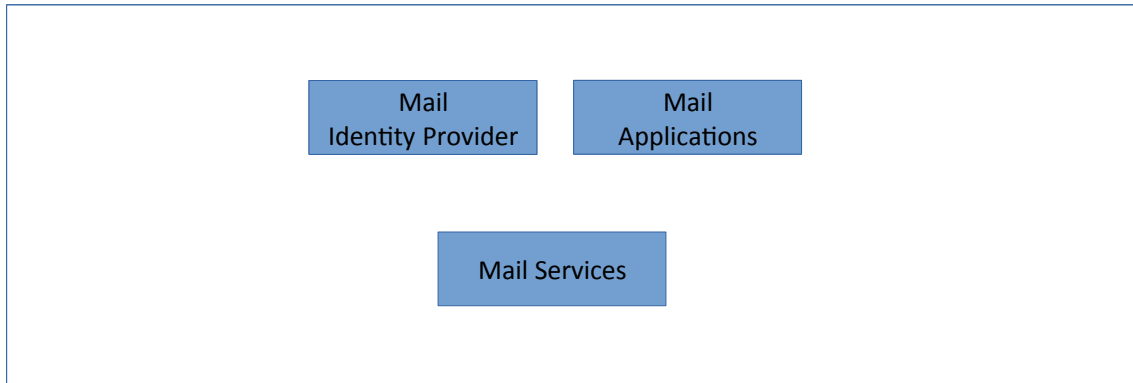 Mail
Identity Provider
Mail
Applications
Mail Services